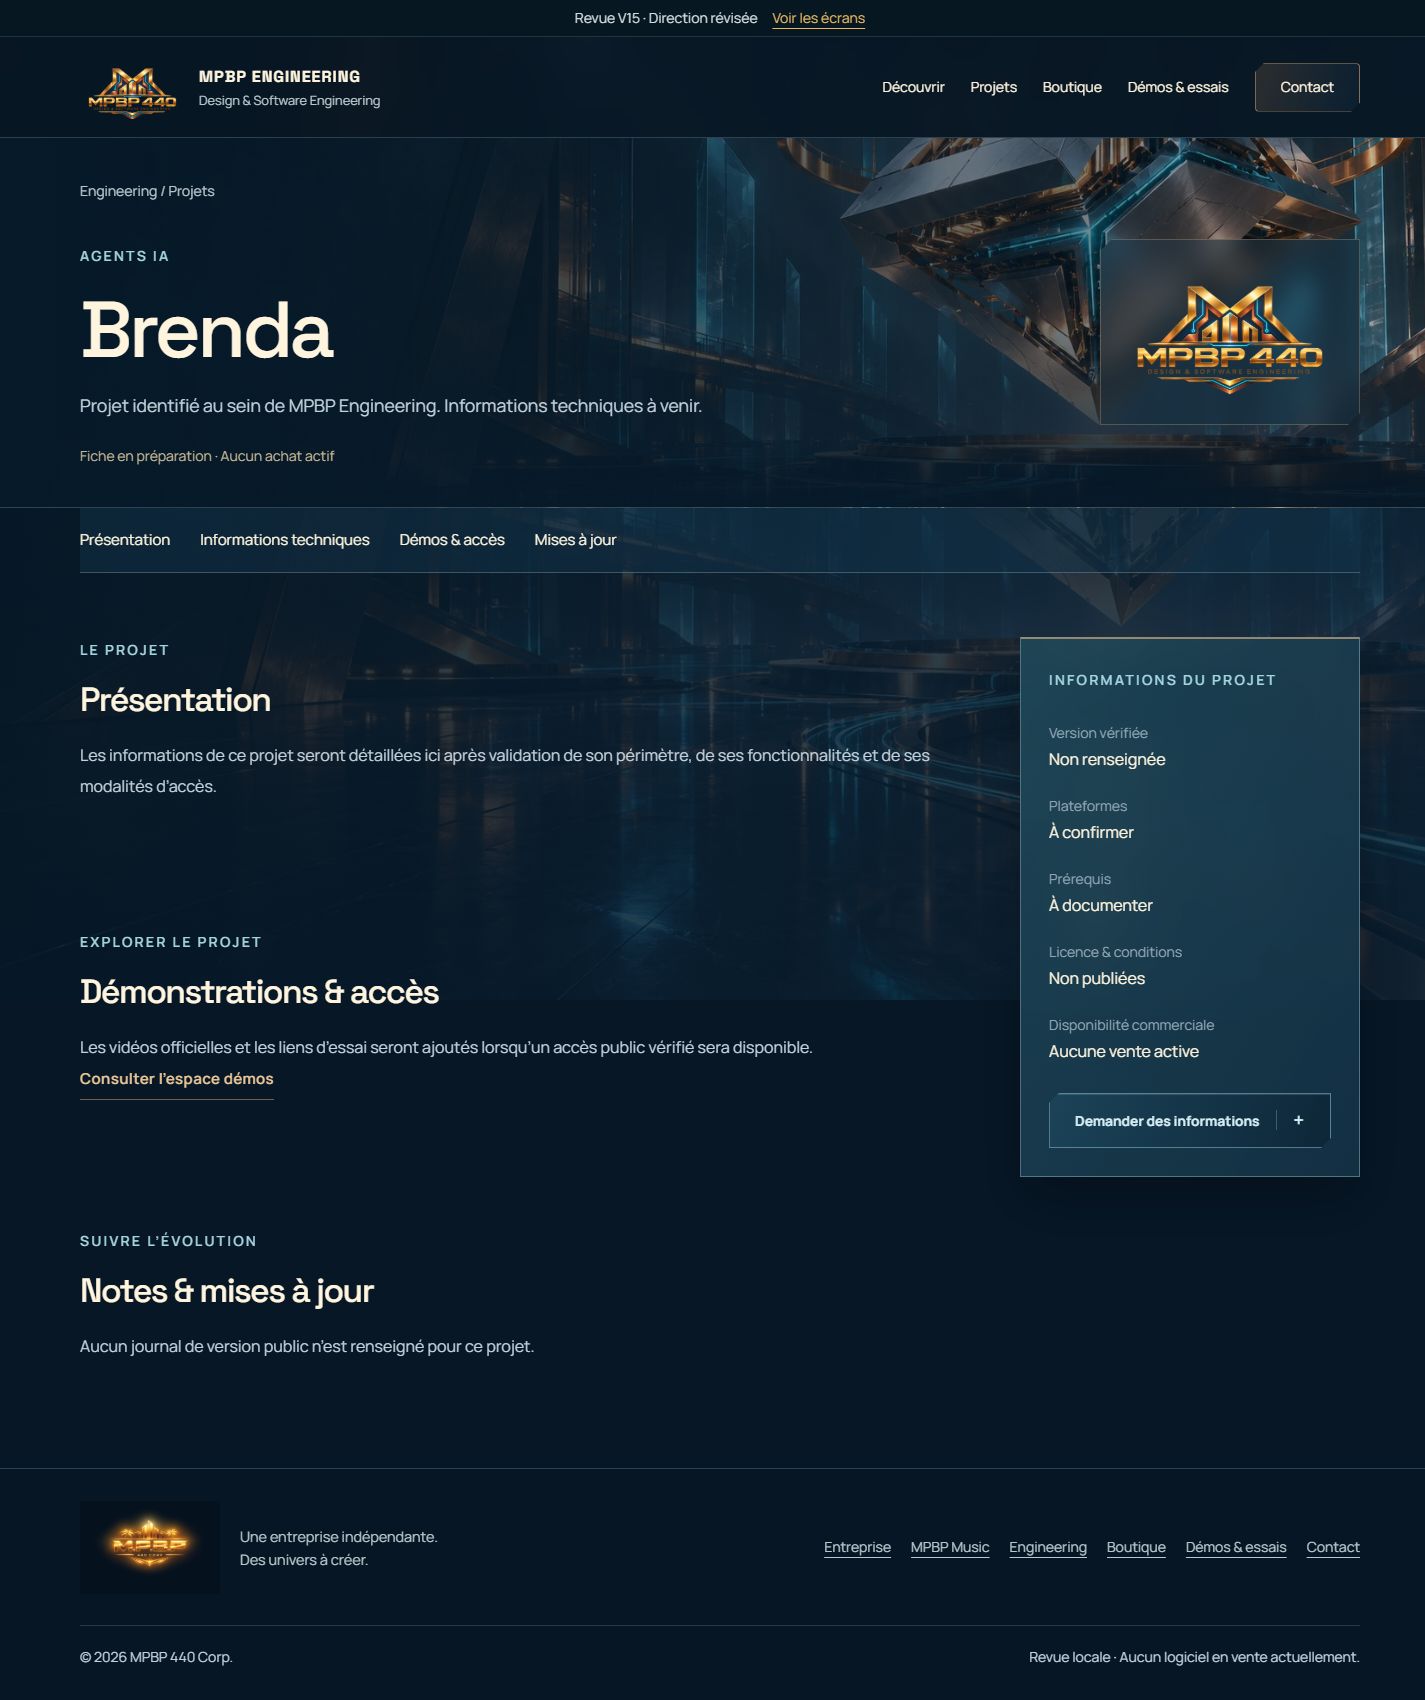 Revue V15 · Direction révisée Voir les écrans
MPBP 440
MPBP ENGINEERING
Design & Software Engineering
Découvrir Projets Boutique Démos & essais Contact
Engineering / Projets
AGENTS IA
Brenda
Projet identifié au sein de MPBP Engineering. Informations techniques à venir.
Fiche en préparation · Aucun achat actif
MPBP 440
DESIGN & SOFTWARE ENGINEERING
Présentation Informations techniques Démos & accès Mises à jour
LE PROJET
Présentation
Les informations de ce projet seront détaillées ici après validation de son périmètre, de ses fonctionnalités et de ses
modalités d’accès.
EXPLORER LE PROJET
Démonstrations & accès
Les vidéos officielles et les liens d’essai seront ajoutés lorsqu’un accès public vérifié sera disponible.
Consulter l’espace démos
SUIVRE L’ÉVOLUTION
Notes & mises à jour
Aucun journal de version public n’est renseigné pour ce projet.
INFORMATIONS DU PROJET
Version vérifiée
Non renseignée
Plateformes
À confirmer
Prérequis
À documenter
Licence & conditions
Non publiées
Disponibilité commerciale
Aucune vente active
Demander des informations +
MPBP
Une entreprise indépendante.
Des univers à créer.
Entreprise MPBP Music Engineering Boutique Démos & essais Contact
© 2026 MPBP 440 Corp.
Revue locale · Aucun logiciel en vente actuellement.